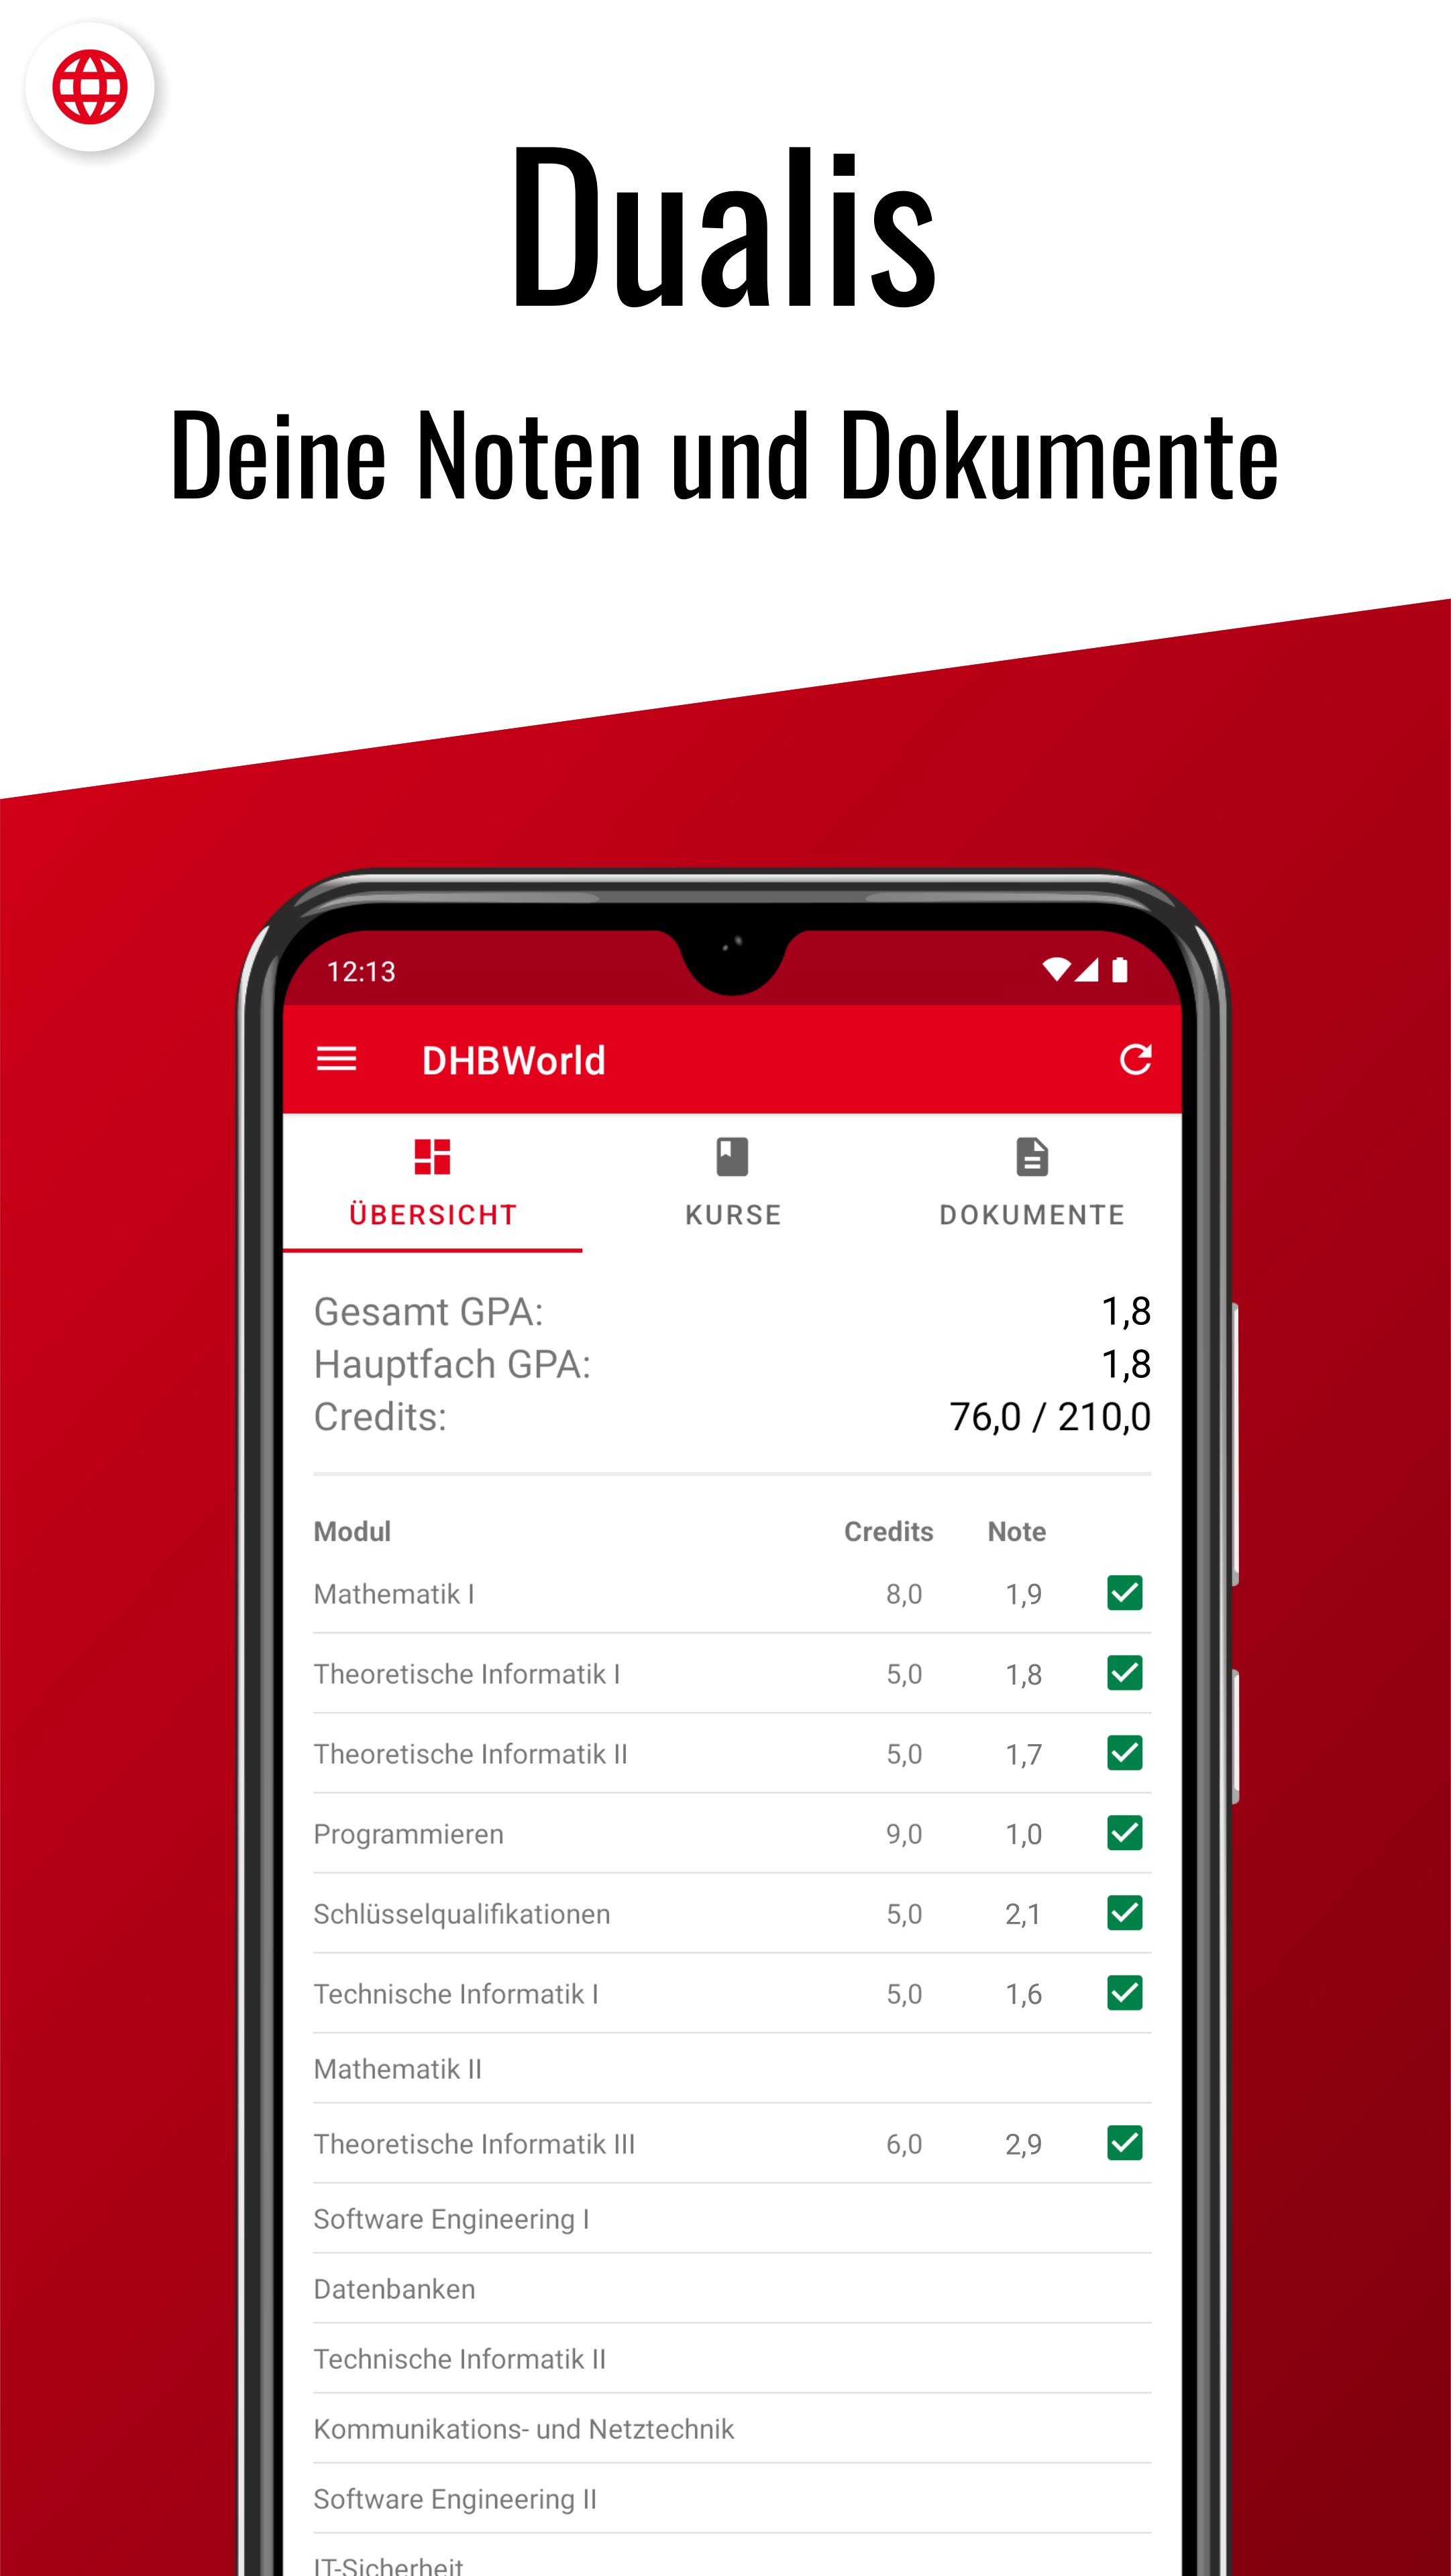 Dualis
Deine Noten und Dokumente
12:13
DHBWorld
ÜBERSICHT KURSE DOKUMENTE
Gesamt GPA: 1,8
Hauptfach GPA: 1,8
Credits: 76,0 / 210,0
Modul Credits Note
Mathematik I 8,0 1,9
Theoretische Informatik I 5,0 1,8
Theoretische Informatik II 5,0 1,7
Programmieren 9,0 1,0
Schlüsselqualifikationen 5,0 2,1
Technische Informatik I 5,0 1,6
Mathematik II
Theoretische Informatik III 6,0 2,9
Software Engineering I
Datenbanken
Technische Informatik II
Kommunikations- und Netztechnik
Software Engineering II
IT-Sicherheit